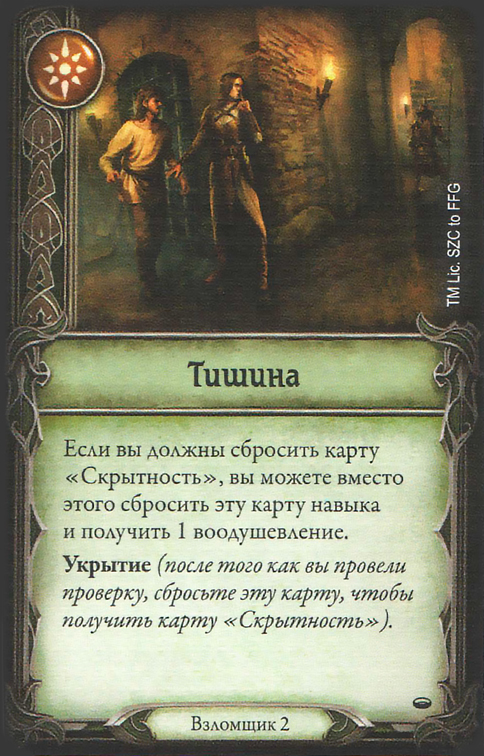 TM Lic. SZC to FFG
Тишина
Если вы должны сбросить карту
«Скрытность», вы можете вместо
этого сбросить эту карту навыка
и получить 1 воодушевление.
Укрытие (после того как вы провели
проверку, сбросьте эту карту, чтобы
получить карту «Скрытность»).
Взломщик 2